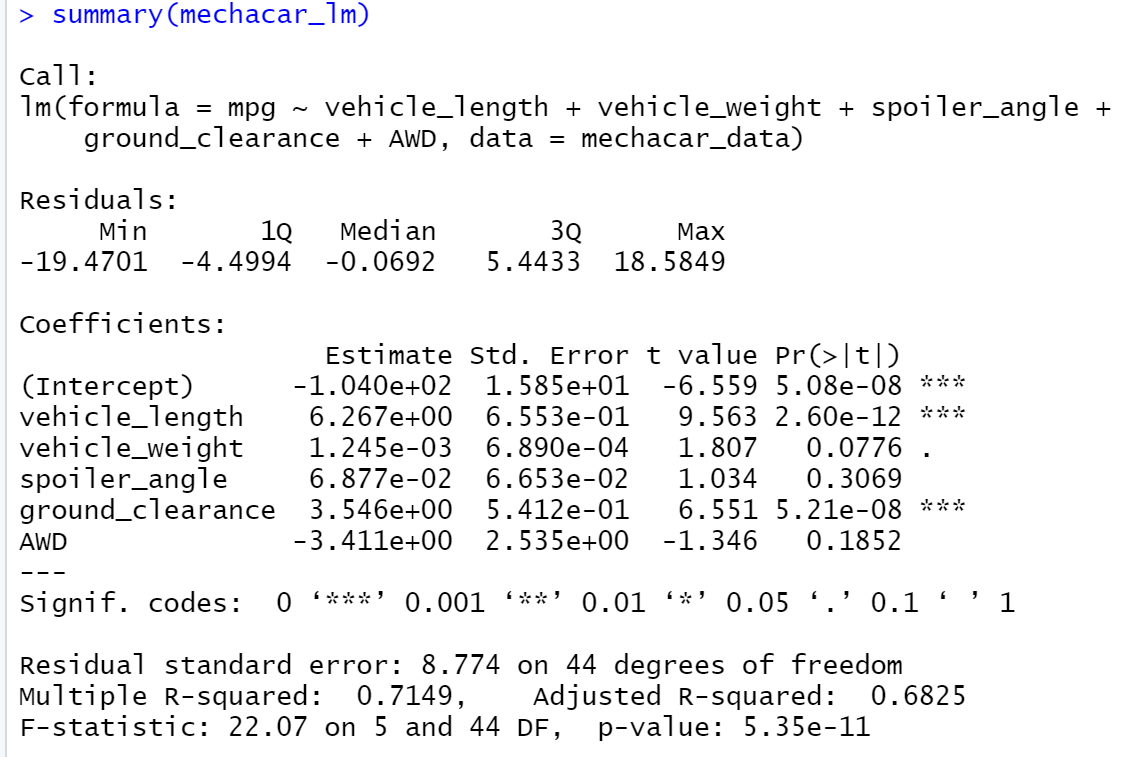 > summary(mechacar_lm)
Call:
lm(formula = mpg ~ vehicle_length + vehicle_weight + spoiler_angle +
    ground_clearance + AWD, data = mechacar_data)
Residuals:
     Min       1Q   Median       3Q      Max
-19.4701  -4.4994  -0.0692   5.4433  18.5849
Coefficients:
                   Estimate Std. Error t value Pr(>|t|)
(Intercept)      -1.040e+02  1.585e+01  -6.559 5.08e-08 ***
vehicle_length    6.267e+00  6.553e-01   9.563 2.60e-12 ***
vehicle_weight    1.245e-03  6.890e-04   1.807   0.0776 .
spoiler_angle     6.877e-02  6.653e-02   1.034   0.3069
ground_clearance  3.546e+00  5.412e-01   6.551 5.21e-08 ***
AWD              -3.411e+00  2.535e+00  -1.346   0.1852
---
Signif. codes:  0 ‘***’ 0.001 ‘**’ 0.01 ‘*’ 0.05 ‘.’ 0.1 ‘ ’ 1
Residual standard error: 8.774 on 44 degrees of freedom
Multiple R-squared:  0.7149,    Adjusted R-squared:  0.6825
F-statistic: 22.07 on 5 and 44 DF,  p-value: 5.35e-11